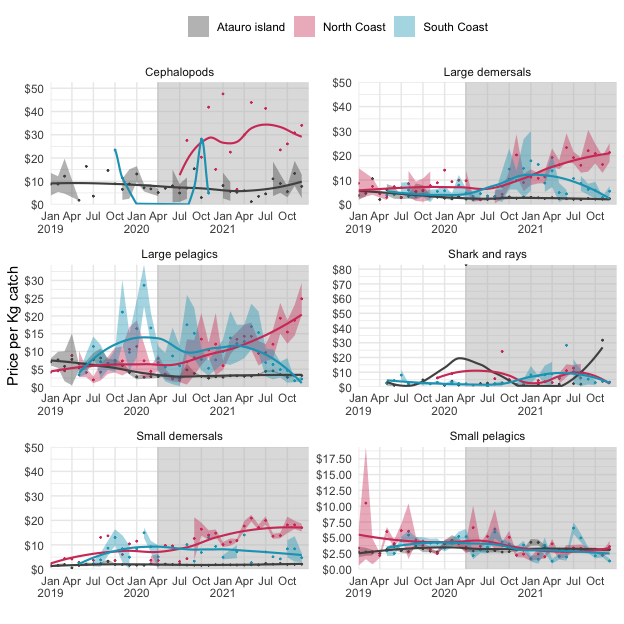 Atauro island North Coast South Coast
Cephalopods
$50
$40
$30
$20
$10
$0
Jan Apr Jul Oct Jan Apr Jul Oct Jan Apr Jul Oct
2019 2020 2021
Large demersals
$50
$40
$30
$20
$10
$0
Jan Apr Jul Oct Jan Apr Jul Oct Jan Apr Jul Oct
2019 2020 2021
Price per Kg catch
Large pelagics
$30
$25
$20
$15
$10
$5
$0
Jan Apr Jul Oct Jan Apr Jul Oct Jan Apr Jul Oct
2019 2020 2021
Shark and rays
$80
$70
$60
$50
$40
$30
$20
$10
$0
Jan Apr Jul Oct Jan Apr Jul Oct Jan Apr Jul Oct
2019 2020 2021
Small demersals
$50
$40
$30
$20
$10
$0
Jan Apr Jul Oct Jan Apr Jul Oct Jan Apr Jul Oct
2019 2020 2021
Small pelagics
$17.50
$15.00
$12.50
$10.00
$7.50
$5.00
$2.50
$0.00
Jan Apr Jul Oct Jan Apr Jul Oct Jan Apr Jul Oct
2019 2020 2021